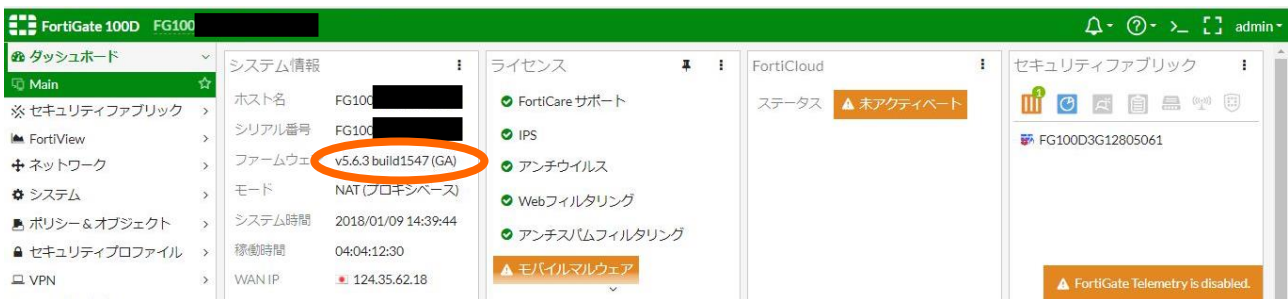 FortiGate 100D FG100
admin
ダッシュボード
Main
セキュリティファブリック
FortiView
ネットワーク
システム
ポリシー & オブジェクト
セキュリティプロファイル
VPN
システム情報
ホスト名 FG100
シリアル番号 FG100
ファームウェ v5.6.3 build1547 (GA)
モード NAT (プロキシベース)
システム時間 2018/01/09 14:39:44
稼働時間 04:04:12:30
WAN IP 124.35.62.18
ライセンス
FortiCare サポート
IPS
アンチウイルス
Webフィルタリング
アンチスパムフィルタリング
モバイルマルウェア
FortiCloud
ステータス 未アクティベート
セキュリティファブリック
1
FG100D3G12805061
FortiGate Telemetry is disabled.